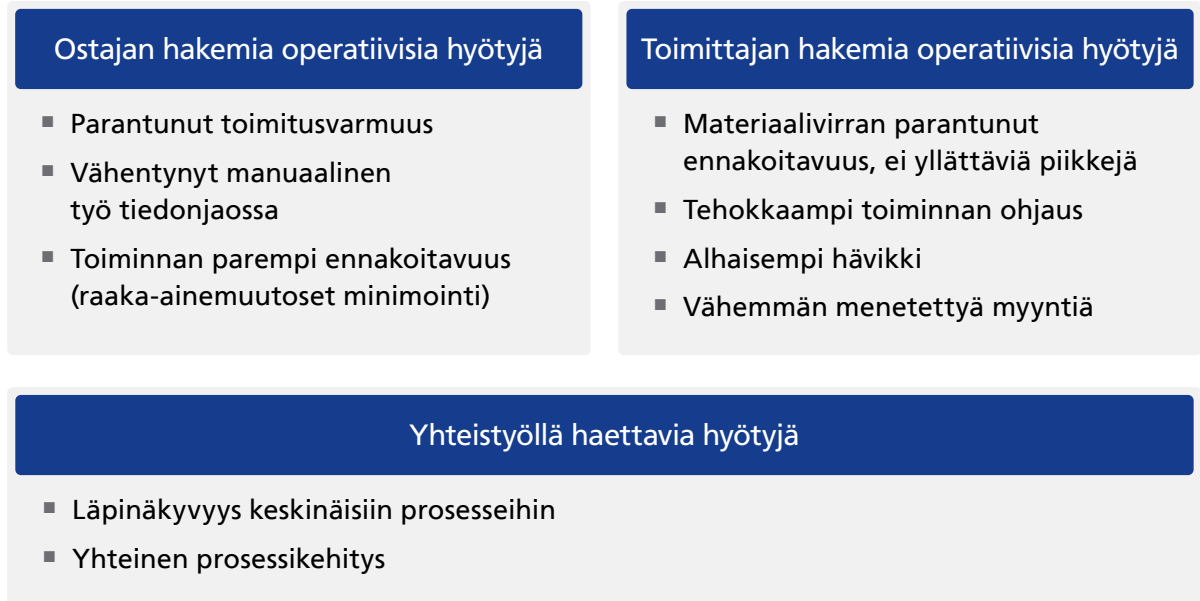 Ostajan hakemia operatiivisia hyötyjä
Parantunut toimitusvarmuus
Vähentynyt manuaalinen
työ tiedonjaossa
Toiminnan parempi ennakoitavuus
(raaka-ainemuutoset minimointi)
Toimittajan hakemia operatiivisia hyötyjä
Materiaalivirran parantunut
ennakoitavuus, ei yllättäviä piikkejä
Tehokkaampi toiminnan ohjaus
Alhaisempi hävikki
Vähemmän menetettyä myyntiä
Yhteistyöllä haettavia hyötyjä
Läpinäkyvyys keskinäisiin prosesseihin
Yhteinen prosessikehitys